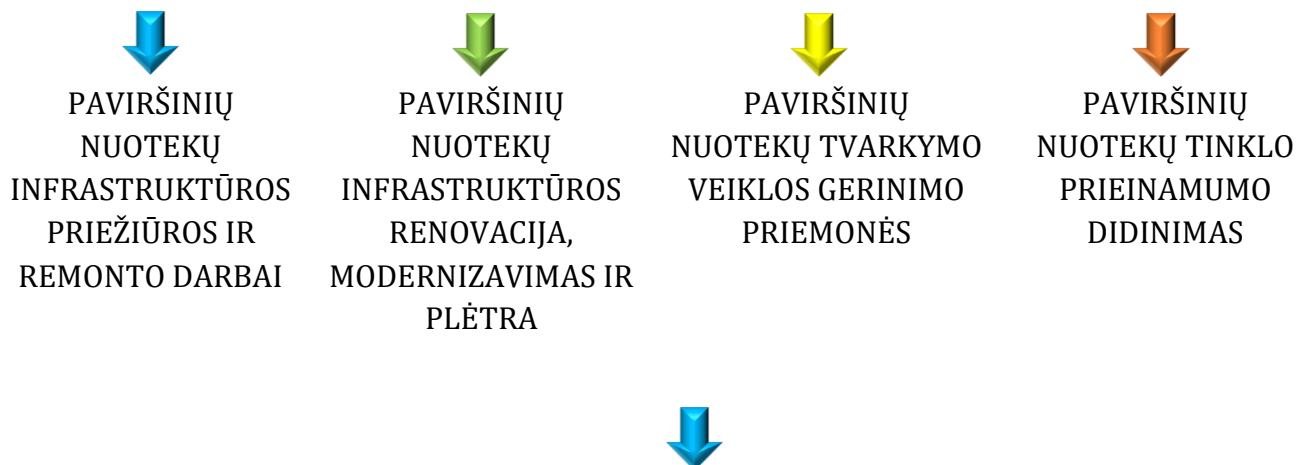 PAVIRŠINIŲ
NUOTEKŲ
INFRASTRUKTŪROS
PRIEŽIŪROS IR
REMONTO DARBAI
PAVIRŠINIŲ
NUOTEKŲ
INFRASTRUKTŪROS
RENOVACIJA,
MODERNIZAVIMAS IR
PLĖTRA
PAVIRŠINIŲ
NUOTEKŲ TVARKYMO
VEIKLOS GERINIMO
PRIEMONĖS
PAVIRŠINIŲ
NUOTEKŲ TINKLO
PRIEINAMUMO
DIDINIMAS